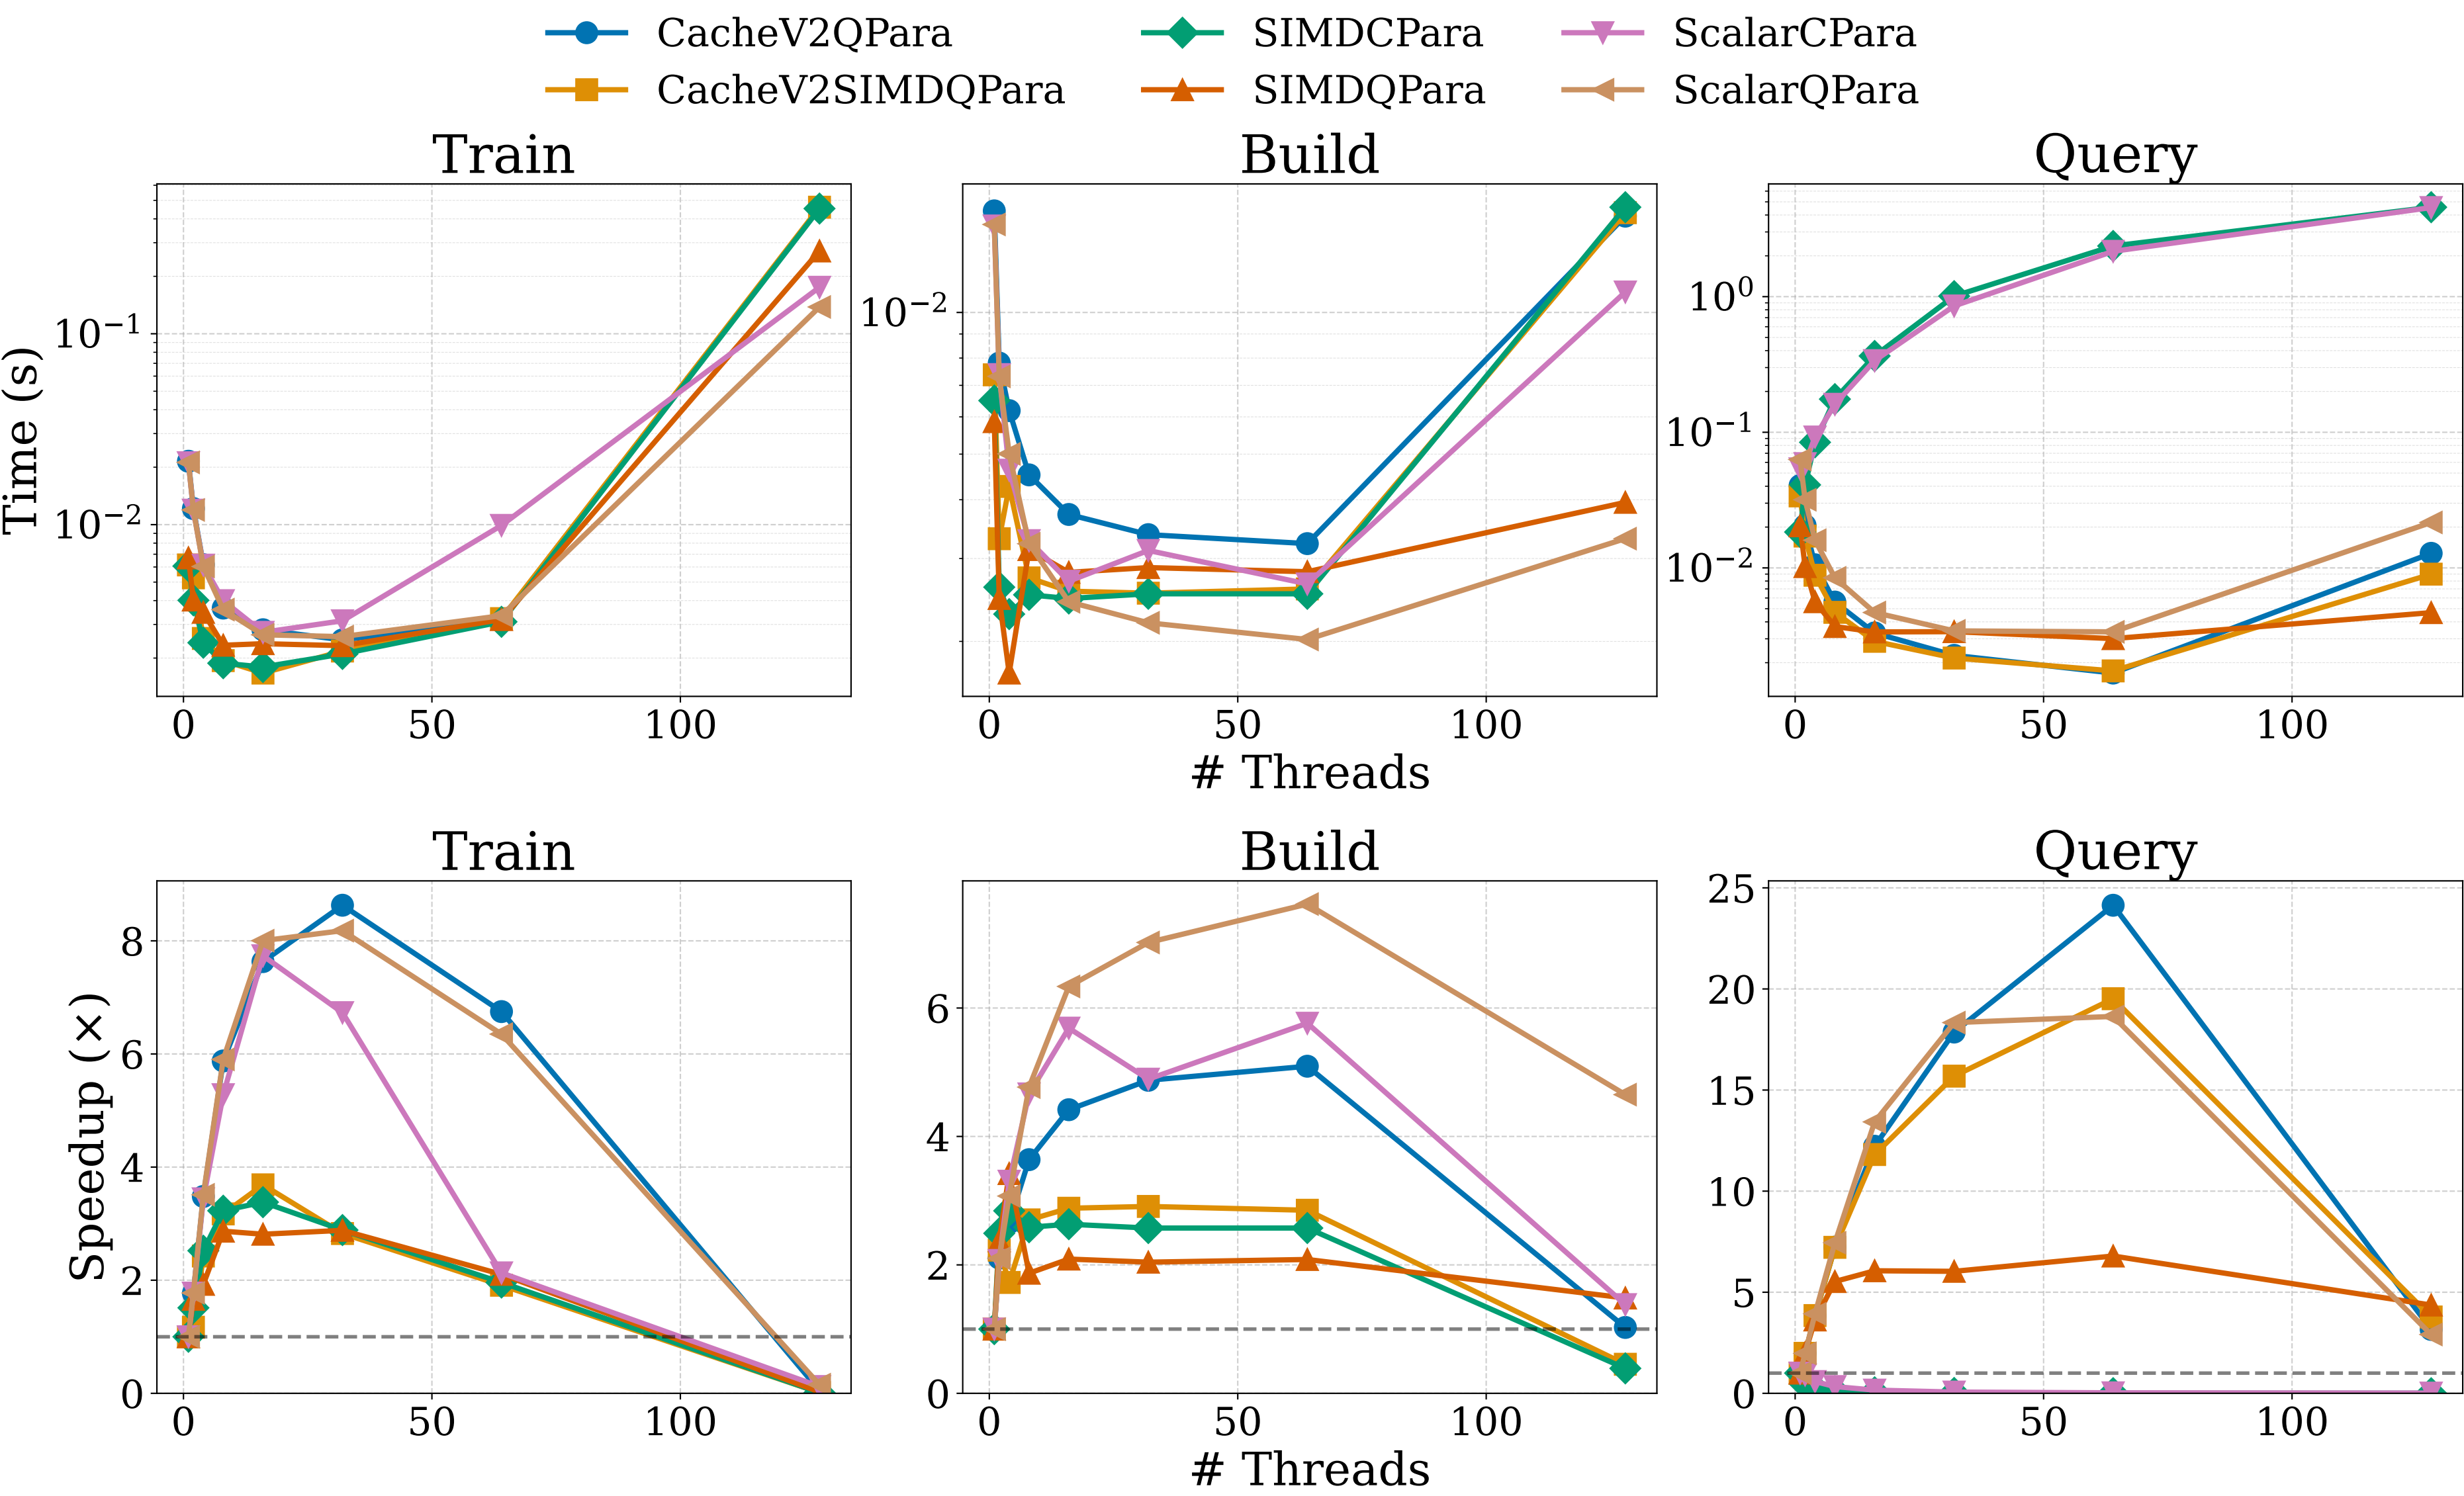 CacheV2QPara SIMDCPara ScalarCPara
CacheV2SIMDQPara SIMDQPara ScalarQPara
Train Build Query
Time (s)
10⁻¹
10⁻²
0 50 100
10⁻²
0 50 100
10⁰
10⁻¹
10⁻²
0 50 100
# Threads
Train Build Query
Speedup (×)
8
6
4
2
0
0 50 100
6
4
2
0
0 50 100
25
20
15
10
5
0
0 50 100
# Threads